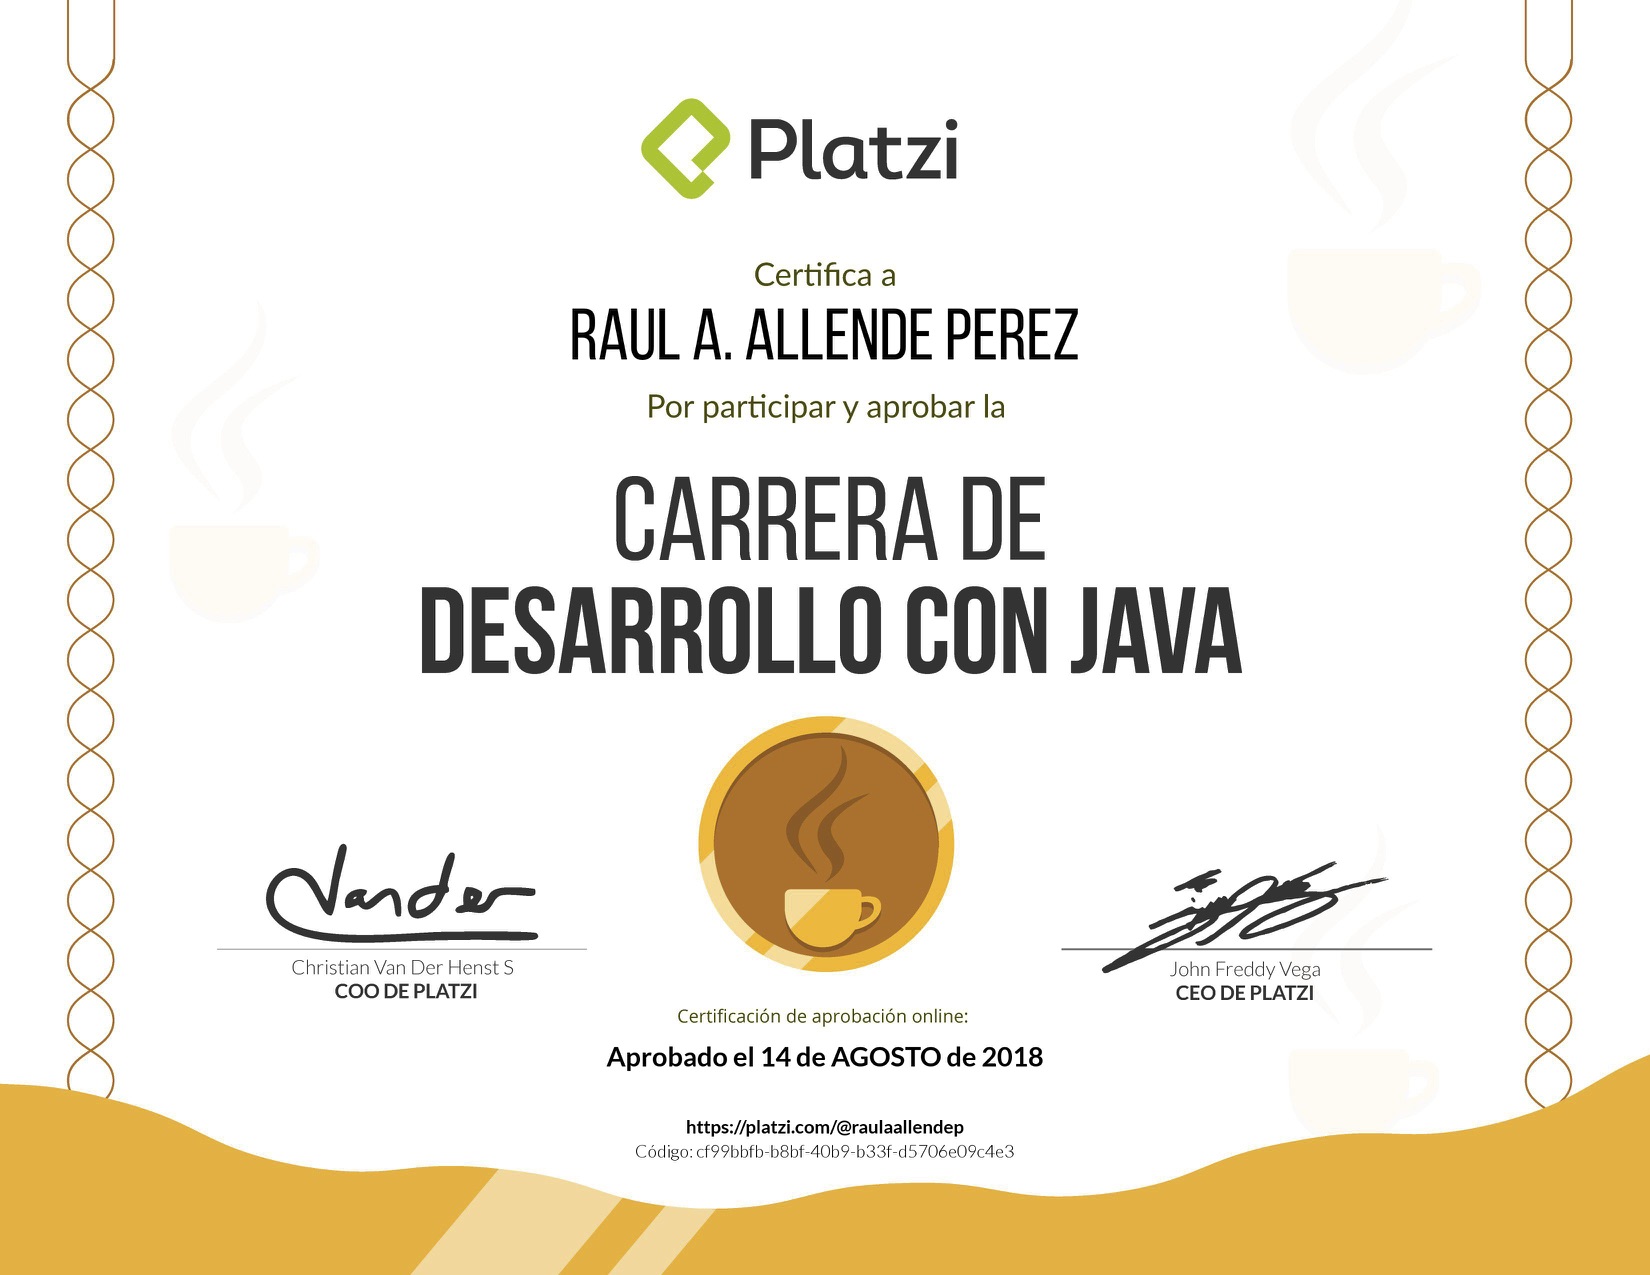 Platzi
Certifica a
RAUL A. ALLENDE PEREZ
Por participar y aprobar la
CARRERA DE
DESARROLLO CON JAVA
Vander
Christian Van Der Henst S
COO DE PLATZI
John Freddy Vega
CEO DE PLATZI
Certificación de aprobación online:
Aprobado el 14 de AGOSTO de 2018
https://platzi.com/@raulaallendep
Código: cf99bbfb-b8bf-40b9-b33f-d5706e09c4e3